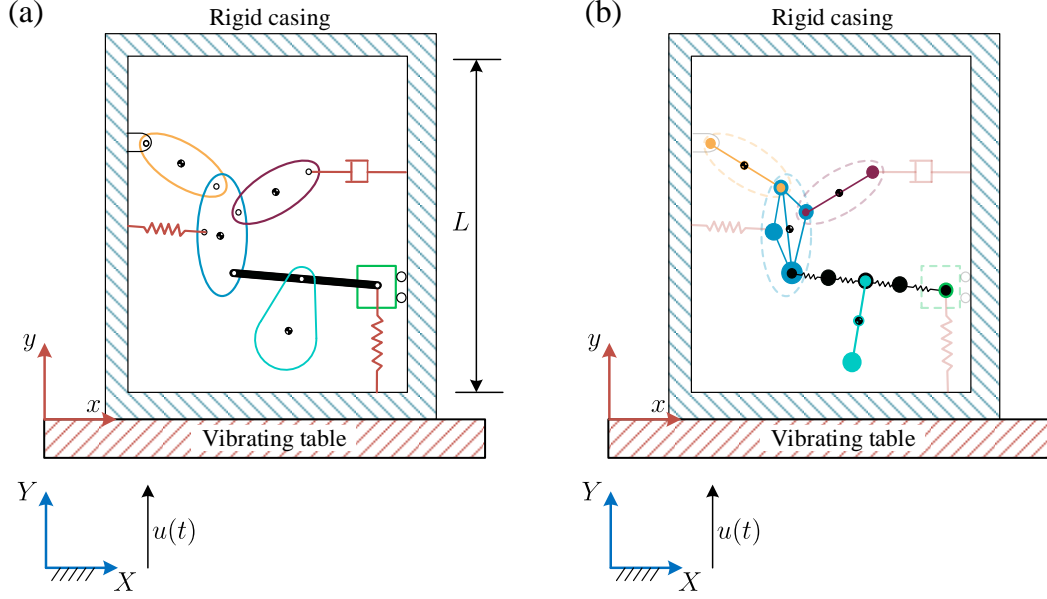 (a)
Rigid casing
L
y
x
Vibrating table
Y
u(t)
X
(b)
Rigid casing
y
x
Vibrating table
Y
u(t)
X